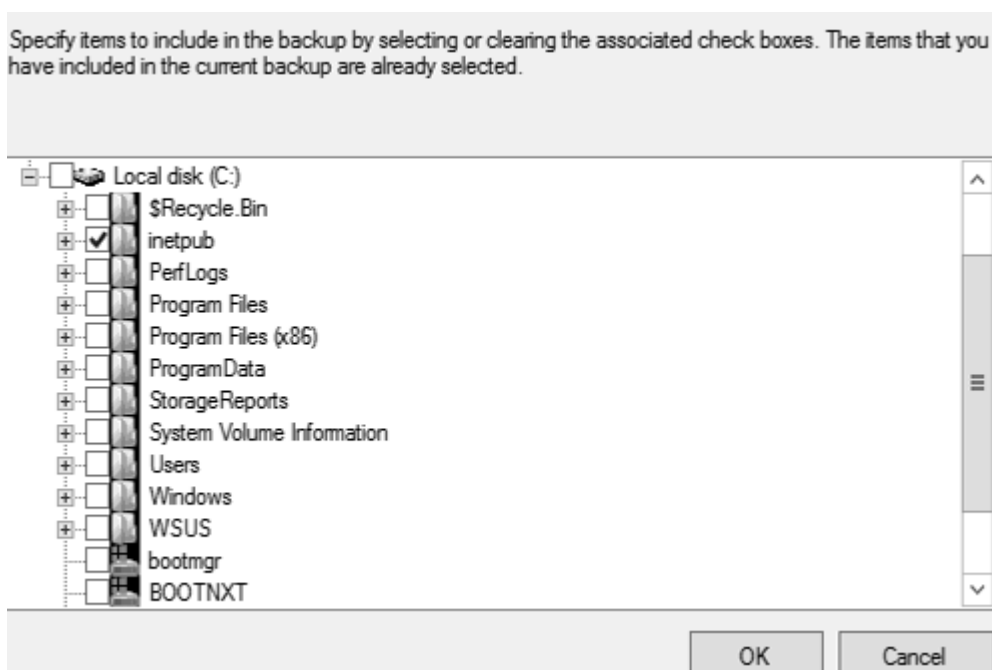 Specify items to include in the backup by selecting or clearing the associated check boxes. The items that you
have included in the current backup are already selected.
Local disk (C:)
$Recycle.Bin
inetpub
PerfLogs
Program Files
Program Files (x86)
ProgramData
StorageReports
System Volume Information
Users
Windows
WSUS
bootmgr
BOOTNXT
OK Cancel